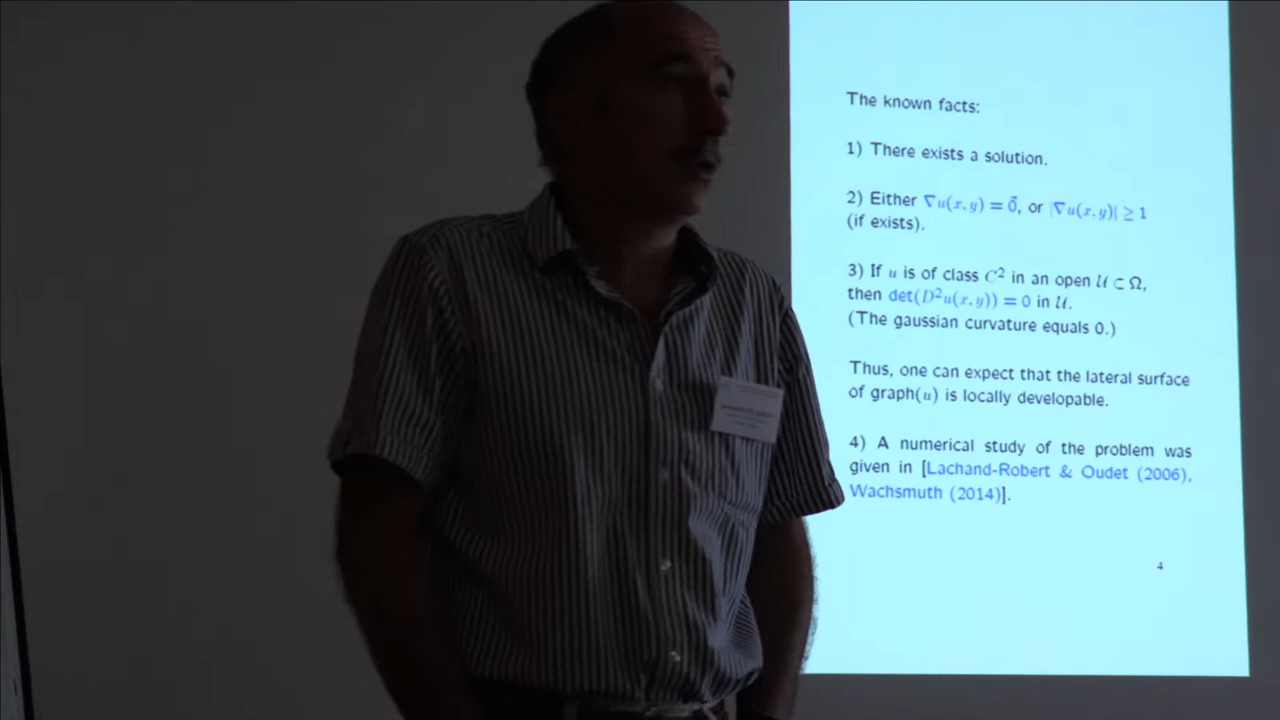 The known facts:
1) There exists a solution.
2) Either ∇u(x, y) = 0⃗, or |∇u(x, y)| ≥ 1
(if exists).
3) If u is of class C² in an open 𝒰 ⊂ Ω,
then det(D²u(x, y)) = 0 in 𝒰.
(The gaussian curvature equals 0.)
Thus, one can expect that the lateral surface
of graph(u) is locally developable.
4) A numerical study of the problem was
given in [Lachand-Robert & Oudet (2006),
Wachsmuth (2014)].
4